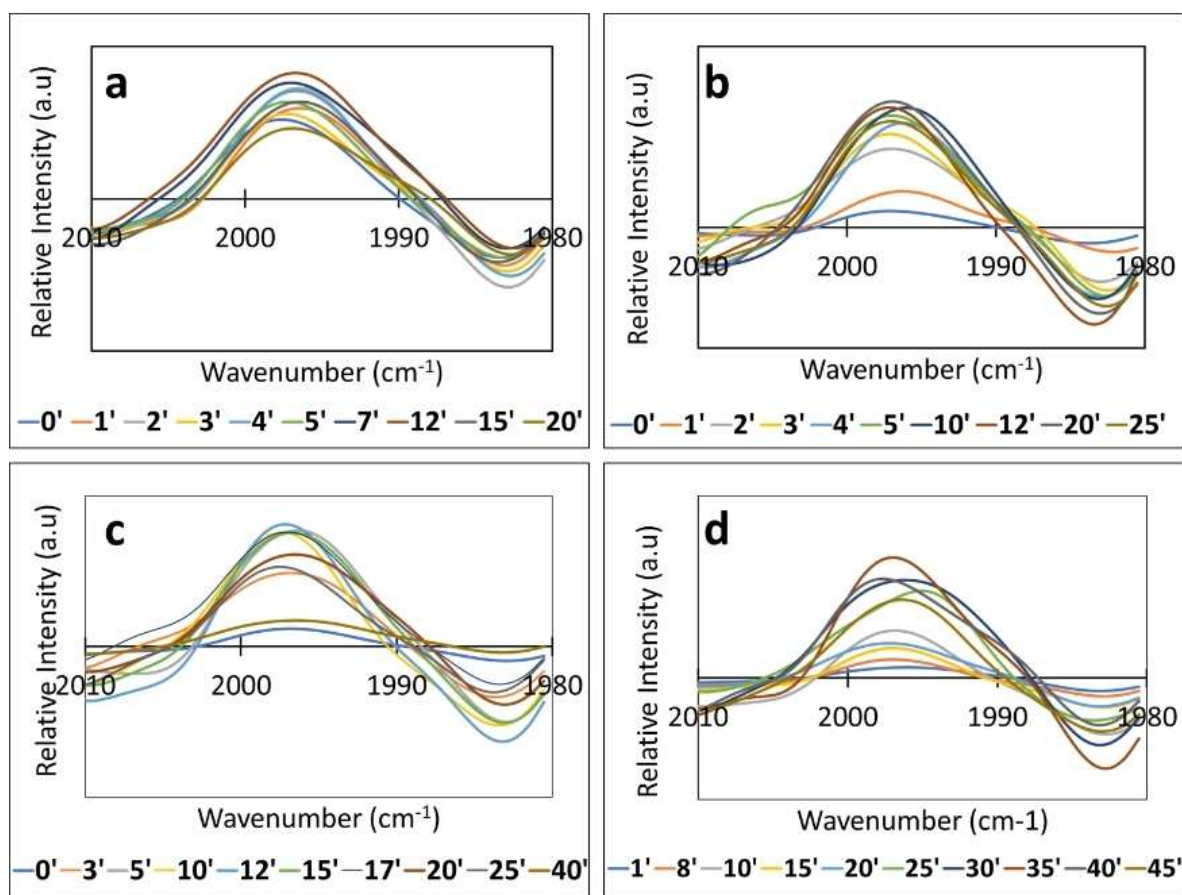 a
Relative Intensity (a.u)
2010 2000 1990 1980
Wavenumber (cm-1)
0' 1' 2' 3' 4' 5' 7' 12' 15' 20'
b
Relative Intensity (a.u)
2010 2000 1990 1980
Wavenumber (cm-1)
0' 1' 2' 3' 4' 5' 10' 12' 20' 25'
c
Relative Intensity (a.u)
2010 2000 1990 1980
Wavenumber (cm-1)
0' 3' 5' 10' 12' 15' 17' 20' 25' 40'
d
Relative Intensity (a.u)
2010 2000 1990 1980
Wavenumber (cm-1)
1' 8' 10' 15' 20' 25' 30' 35' 40' 45'